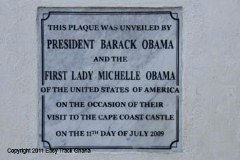 THIS PLAQUE WAS UNVEILED BY
PRESIDENT BARACK OBAMA
AND THE
FIRST LADY MICHELLE OBAMA
OF THE UNITED STATES OF AMERICA
ON THE OCCASION OF THEIR
VISIT TO THE CAPE COAST CASTLE
ON THE 11TH DAY OF JULY 2009
Copyright 2011 Easy Track Ghana